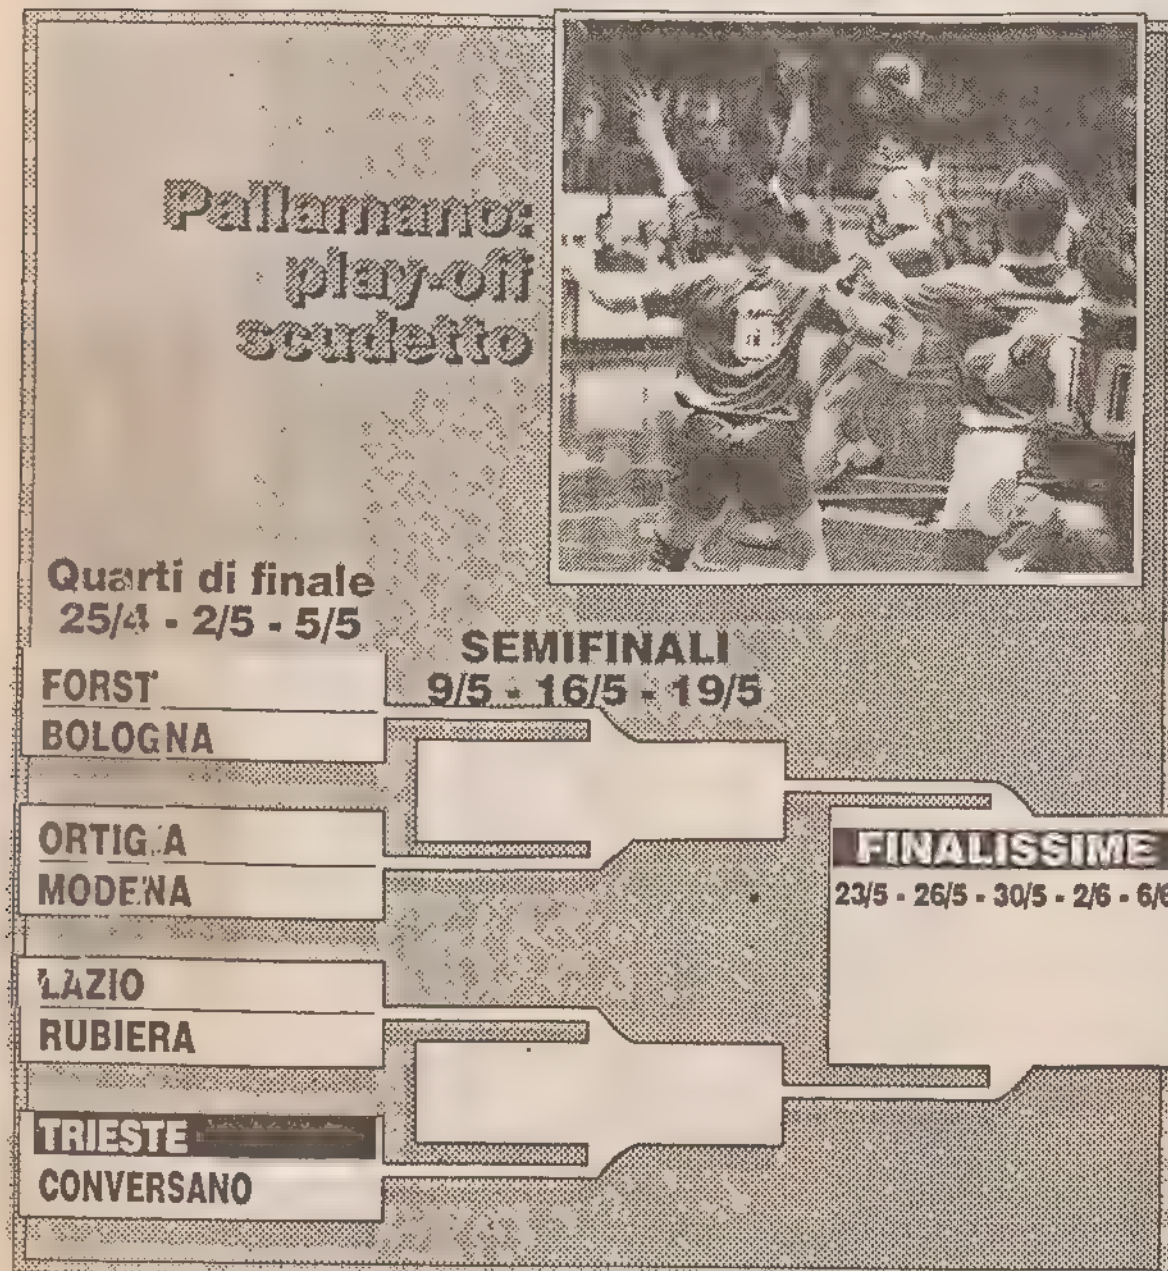 Pallamano:
play-off
scudetto
Quarti di finale
25/4 - 2/5 - 5/5
SEMIFINALI
9/5 - 16/5 - 19/5
FORST
BOLOGNA
ORTIGIA
MODENA
FINALISSIME
23/5 - 26/5 - 30/5 - 2/6 - 6/6
LAZIO
RUBIERA
TRIESTE
CONVERSANO